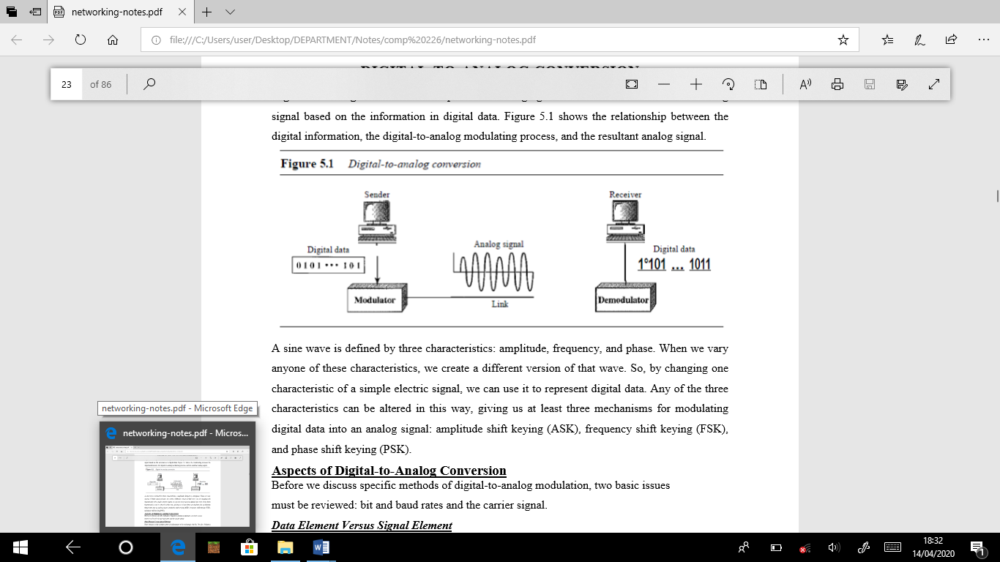 networking-notes.pdf
file:///C:/Users/user/Desktop/DEPARTMENT/Notes/comp%20226/networking-notes.pdf
DIGITAL-TO-ANALOG CONVERSION
23 of 86
signal based on the information in digital data. Figure 5.1 shows the relationship between the
digital information, the digital-to-analog modulating process, and the resultant analog signal.
Figure 5.1 Digital-to-analog conversion
Sender
Receiver
Analog signal
Digital data
Digital data
0101 ••• 101
1°101 ... 1011
Modulator
Link
Demodulator
A sine wave is defined by three characteristics: amplitude, frequency, and phase. When we vary
anyone of these characteristics, we create a different version of that wave. So, by changing one
characteristic of a simple electric signal, we can use it to represent digital data. Any of the three
characteristics can be altered in this way, giving us at least three mechanisms for modulating
digital data into an analog signal: amplitude shift keying (ASK), frequency shift keying (FSK),
and phase shift keying (PSK).
Aspects of Digital-to-Analog Conversion
Before we discuss specific methods of digital-to-analog modulation, two basic issues
must be reviewed: bit and baud rates and the carrier signal.
Data Element Versus Signal Element
networking-notes.pdf - Microsoft Edge
networking-notes.pdf - Micros...
18:32
14/04/2020
1